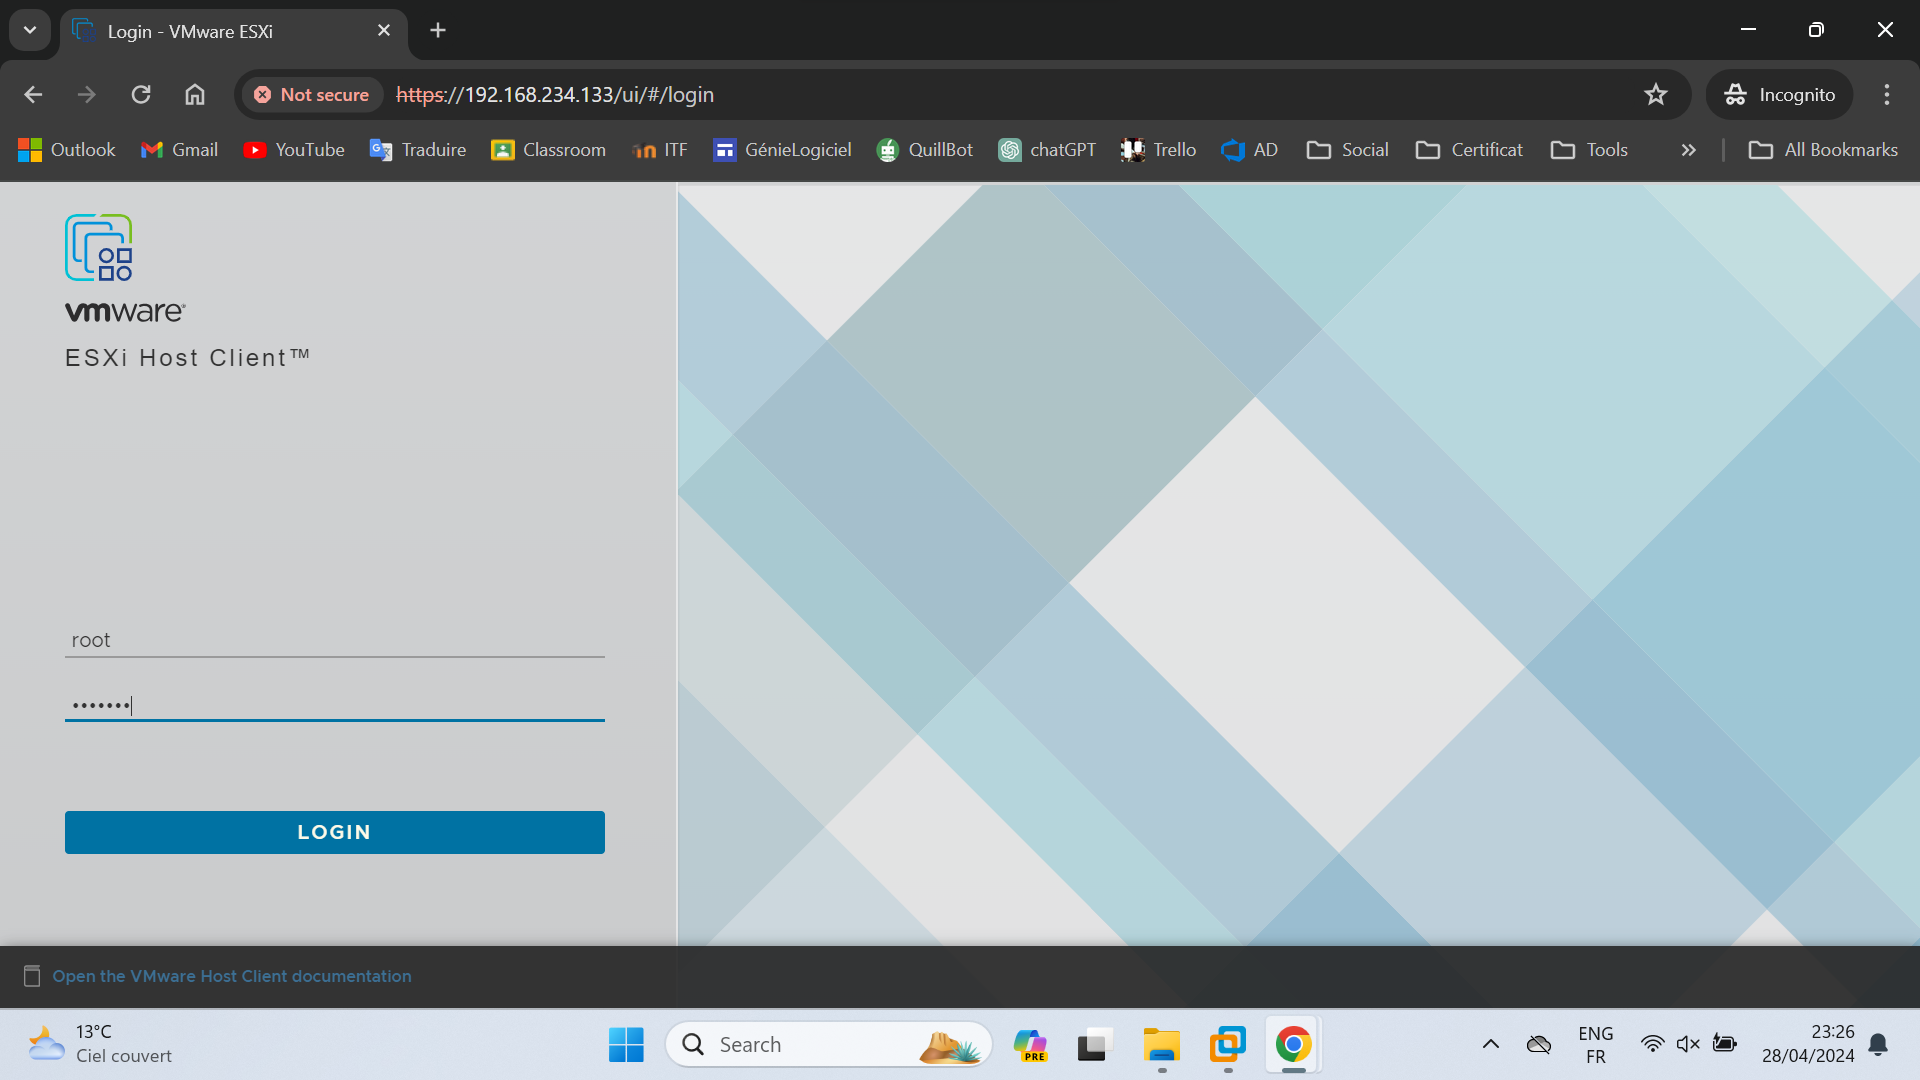 Login - VMware ESXi
Not secure https://192.168.234.133/ui/#/login Incognito
Outlook Gmail YouTube Traduire Classroom ITF GénieLogiciel QuillBot chatGPT Trello AD Social Certificat Tools » All Bookmarks
vmware®
ESXi Host Client™
root
•••••••
LOGIN
Open the VMware Host Client documentation
13°C
Ciel couvert
Search
PRE
ENG
FR
23:26
28/04/2024